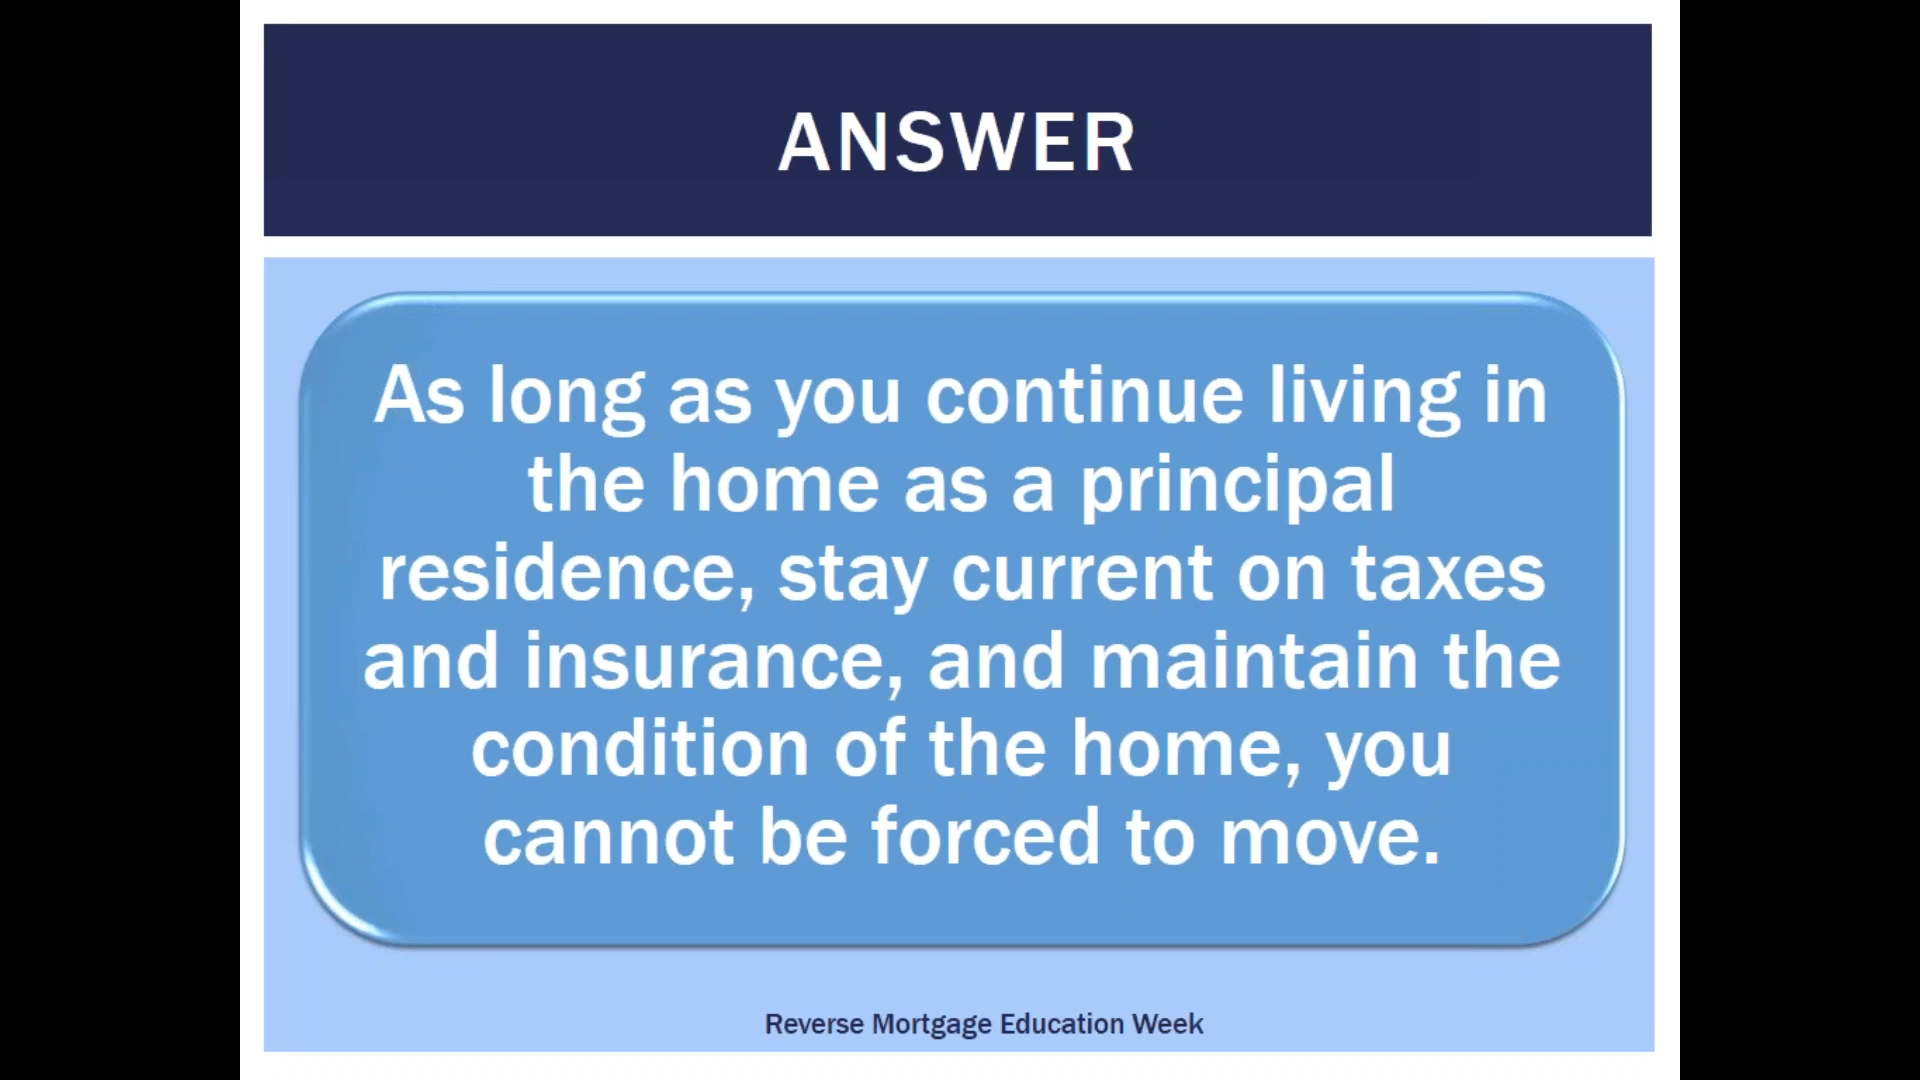 ANSWER
As long as you continue living in
the home as a principal
residence, stay current on taxes
and insurance, and maintain the
condition of the home, you
cannot be forced to move.
Reverse Mortgage Education Week